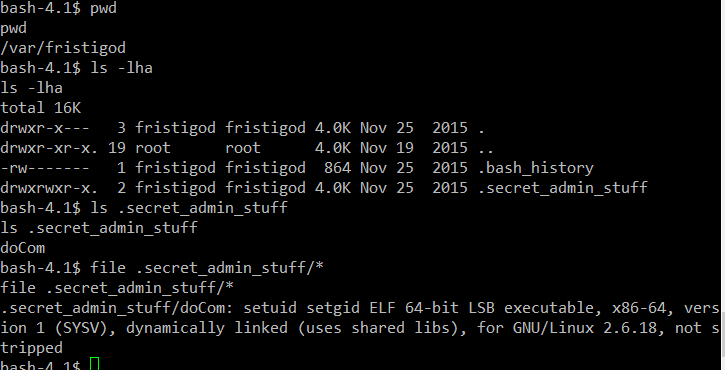 bash-4.1$ pwd
pwd
/var/fristigod
bash-4.1$ ls -lha
ls -lha
total 16K
drwxr-x---   3 fristigod fristigod 4.0K Nov 25  2015 .
drwxr-xr-x. 19 root      root      4.0K Nov 19  2015 ..
-rw-------   1 fristigod fristigod  864 Nov 25  2015 .bash_history
drwxrwxr-x.  2 fristigod fristigod 4.0K Nov 25  2015 .secret_admin_stuff
bash-4.1$ ls .secret_admin_stuff
ls .secret_admin_stuff
doCom
bash-4.1$ file .secret_admin_stuff/*
file .secret_admin_stuff/*
.secret_admin_stuff/doCom: setuid setgid ELF 64-bit LSB executable, x86-64, vers
ion 1 (SYSV), dynamically linked (uses shared libs), for GNU/Linux 2.6.18, not s
tripped
bash-4.1$